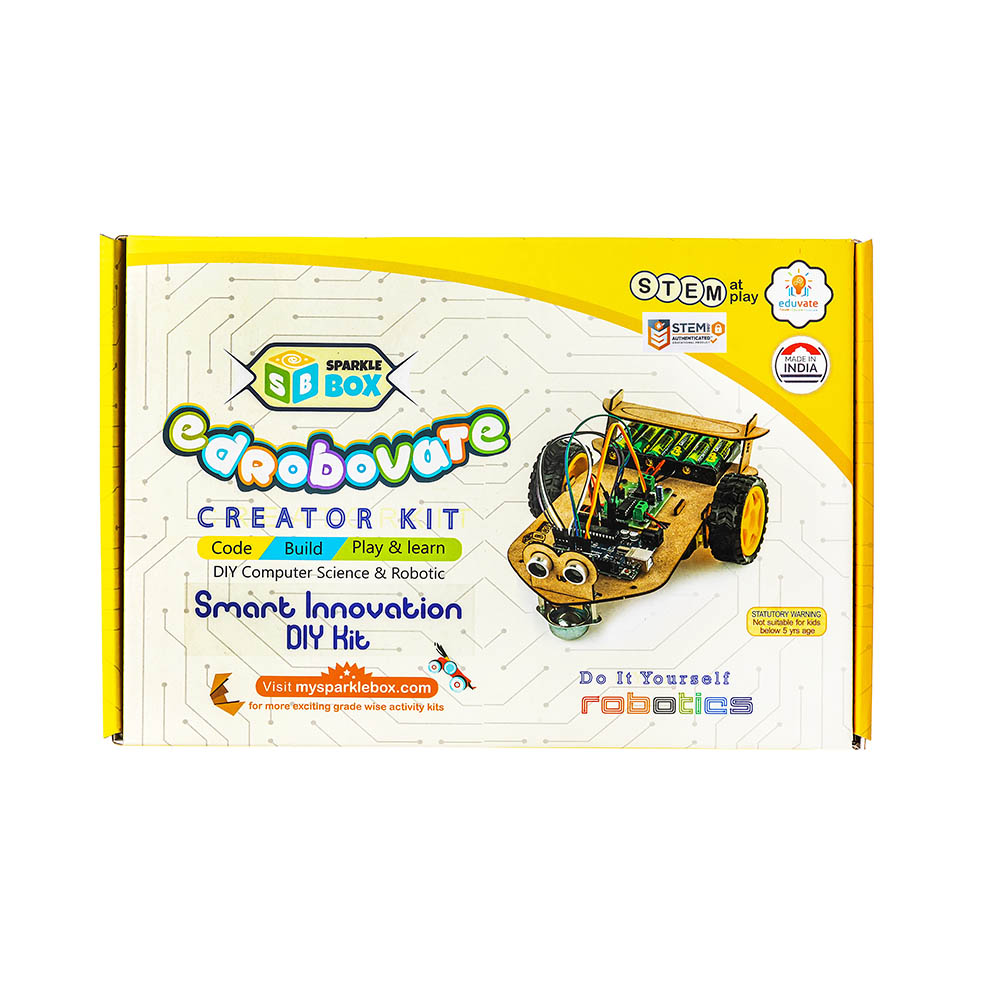 STEM at play
eduvate
STEM
AUTHENTICATED
EDUCATIONAL PRODUCT
MADE IN
INDIA
SB SPARKLE
BOX
edrobovate
CREATOR KIT
Code Build Play & learn
DIY Computer Science & Robotic
Smart Innovation
DIY Kit
Visit mysparklebox.com
for more exciting grade wise activity kits
STATUTORY WARNING
Not suitable for kids
below 5 yrs age
Do It Yourself
robotics